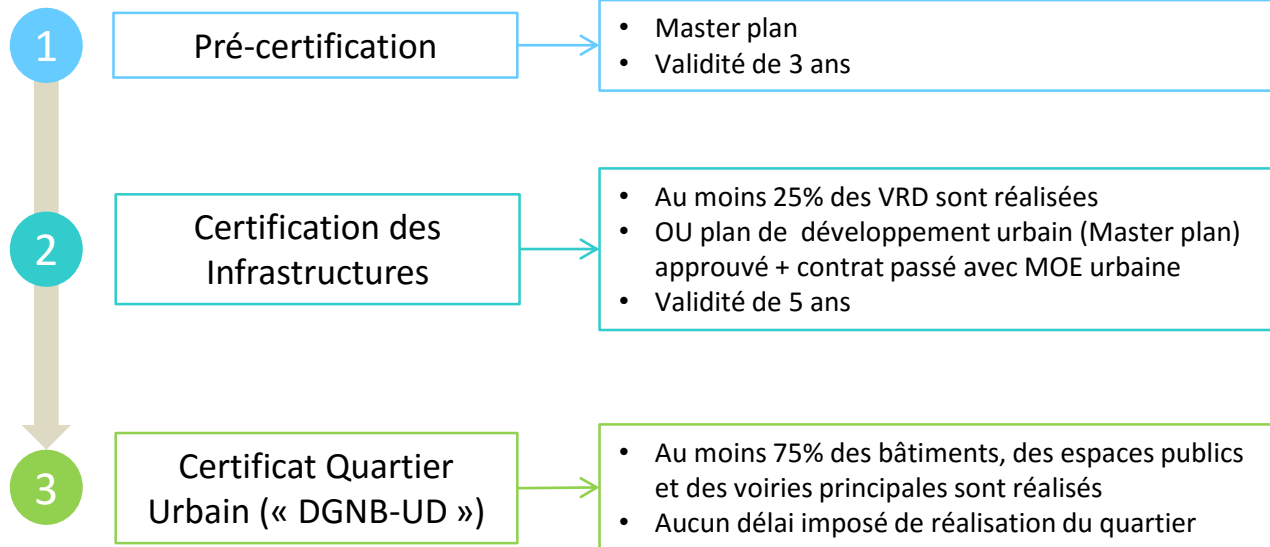 1
Pré-certification
• Master plan
• Validité de 3 ans
2
Certification des
Infrastructures
• Au moins 25% des VRD sont réalisées
• OU plan de développement urbain (Master plan)
approuvé + contrat passé avec MOE urbaine
• Validité de 5 ans
3
Certificat Quartier
Urbain (« DGNB-UD »)
• Au moins 75% des bâtiments, des espaces publics
et des voiries principales sont réalisés
• Aucun délai imposé de réalisation du quartier